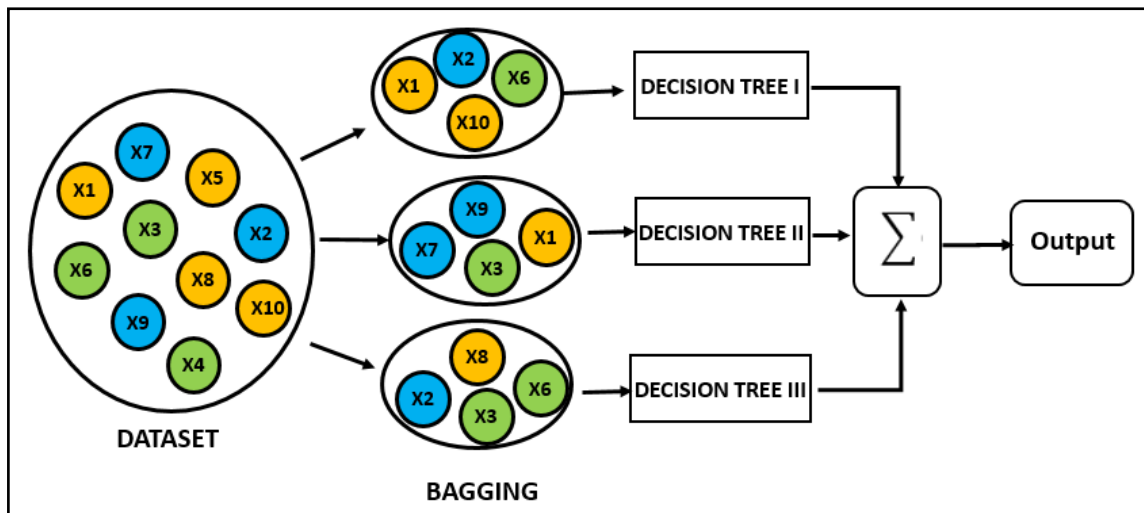 X7
X1
X5
X3
X2
X6
X8
X9
X10
X4
DATASET
X2
X1
X6
X10
X9
X7
X1
X3
X8
X2
X6
X3
BAGGING
DECISION TREE I
DECISION TREE II
DECISION TREE III
∑
Output